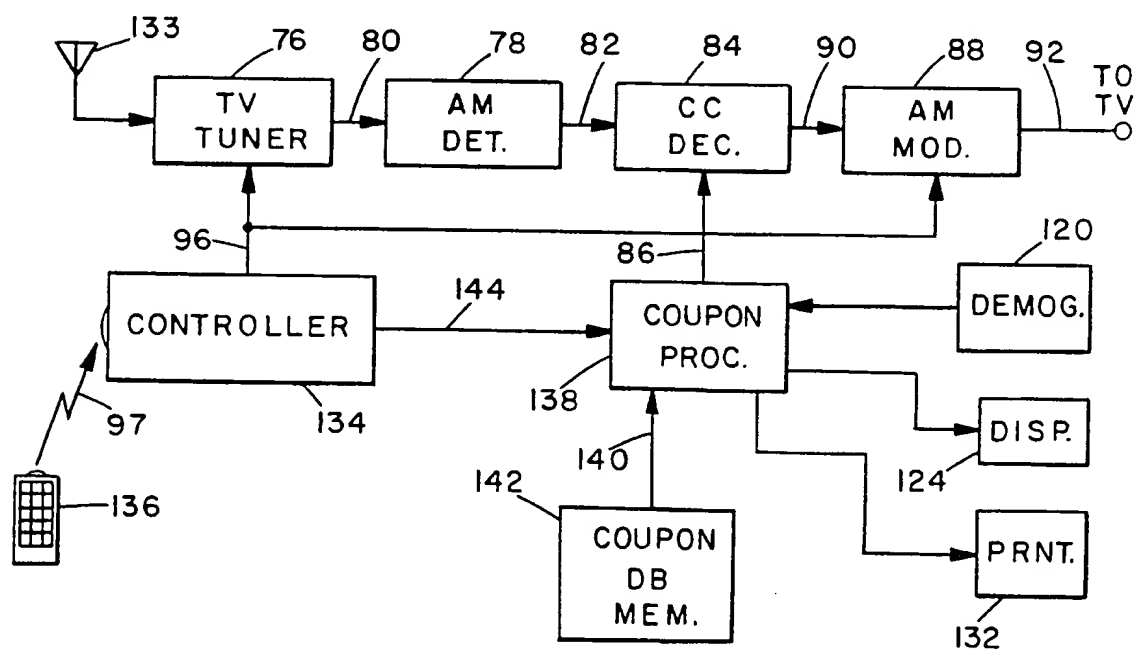 133
76
80
78
82
84
90
88
92
TO
TV
TV
TUNER
AM
DET.
CC
DEC.
AM
MOD.
96
86
120
144
CONTROLLER
COUPON
PROC.
DEMOG.
97
134
138
DISP.
140
124
136
142
COUPON
DB
MEM.
PRNT.
132